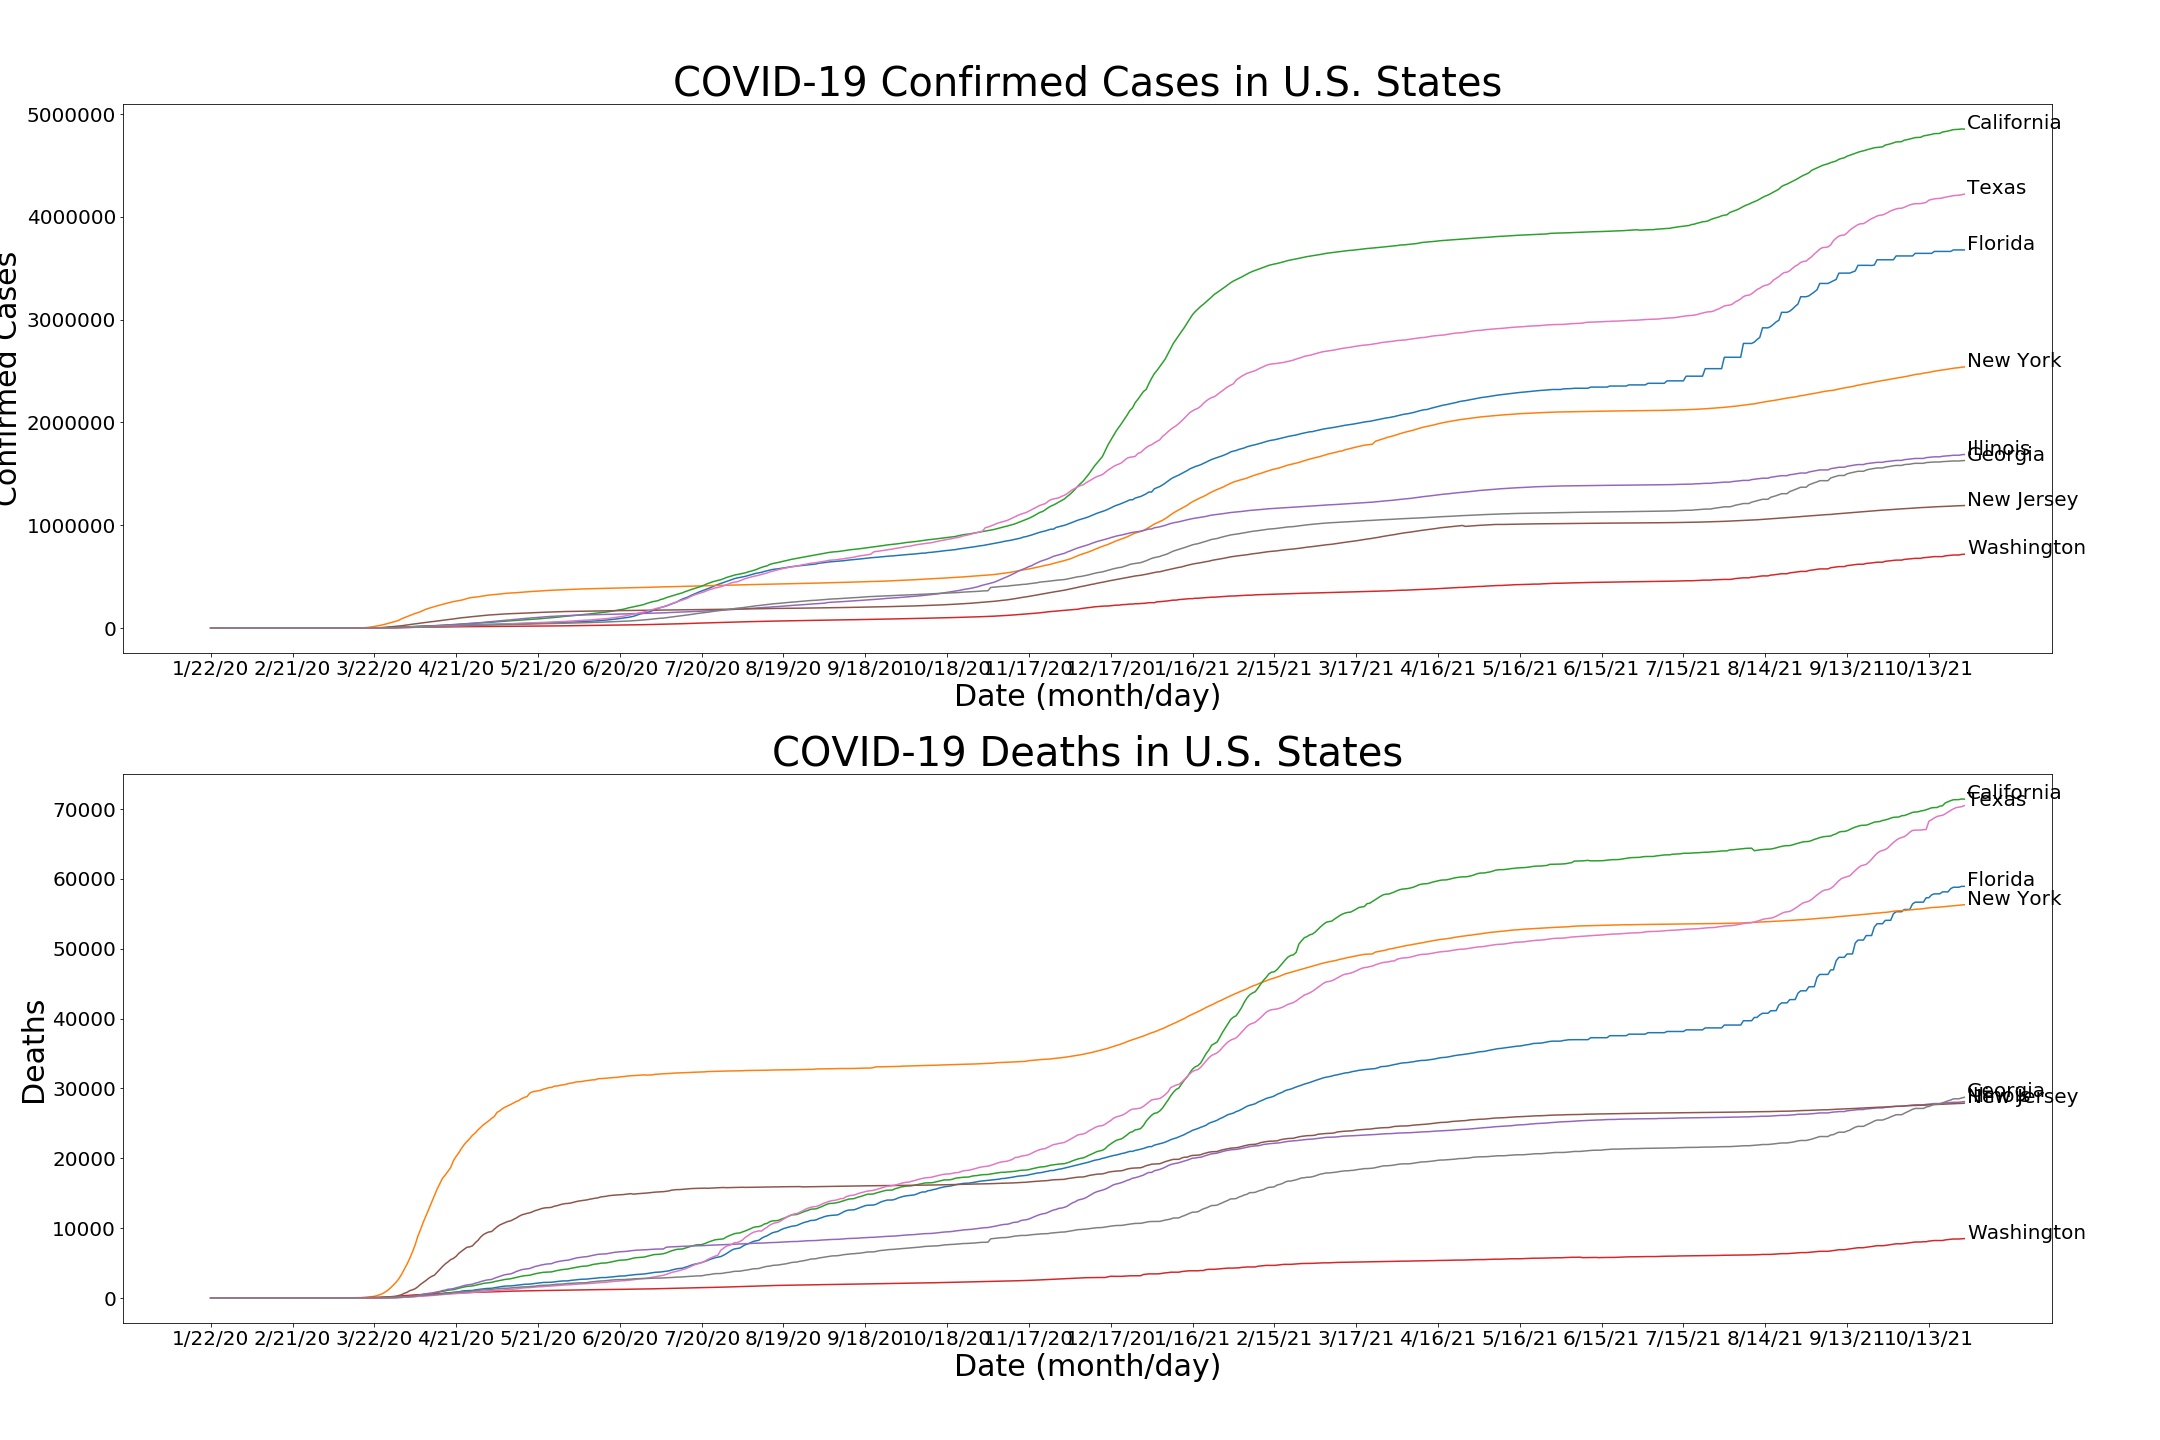 COVID-19 Confirmed Cases in U.S. States
Confirmed Cases
5000000
4000000
3000000
2000000
1000000
0
California
Texas
Florida
New York
Illinois
Georgia
New Jersey
Washington
1/22/20 2/21/20 3/22/20 4/21/20 5/21/20 6/20/20 7/20/20 8/19/20 9/18/20 10/18/20 11/17/20 12/17/20 1/16/21 2/15/21 3/17/21 4/16/21 5/16/21 6/15/21 7/15/21 8/14/21 9/13/21 10/13/21
Date (month/day)
COVID-19 Deaths in U.S. States
Deaths
70000
60000
50000
40000
30000
20000
10000
0
California
Texas
Florida
New York
Georgia
Illinois
New Jersey
Washington
1/22/20 2/21/20 3/22/20 4/21/20 5/21/20 6/20/20 7/20/20 8/19/20 9/18/20 10/18/20 11/17/20 12/17/20 1/16/21 2/15/21 3/17/21 4/16/21 5/16/21 6/15/21 7/15/21 8/14/21 9/13/21 10/13/21
Date (month/day)